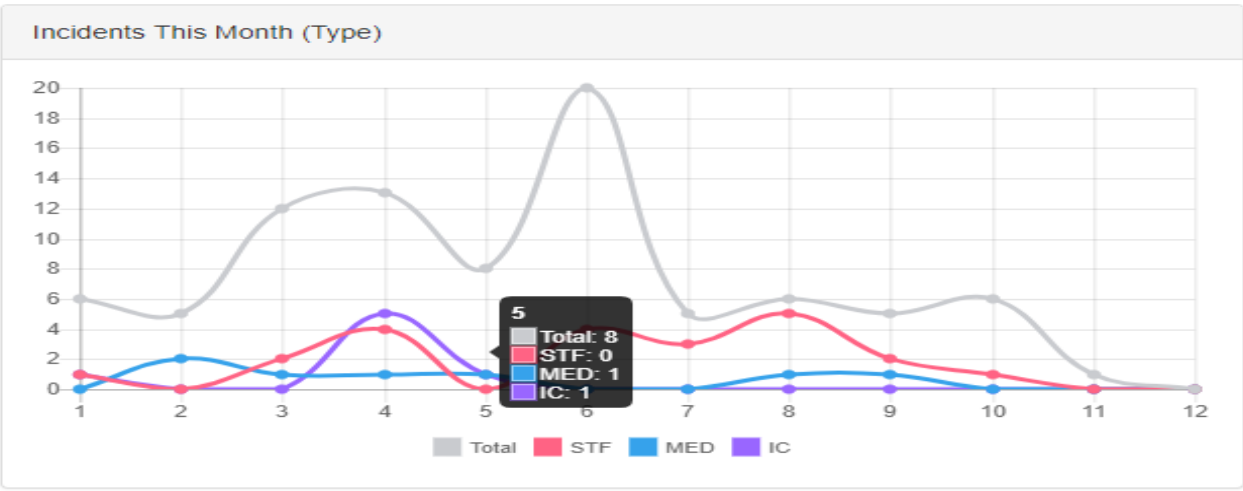 Incidents This Month (Type)
20
18
16
14
12
10
8
6
4
2
0
5
Total: 8
STF: 0
MED: 1
IC: 1
1 2 3 4 5 6 7 8 9 10 11 12
Total STF MED IC